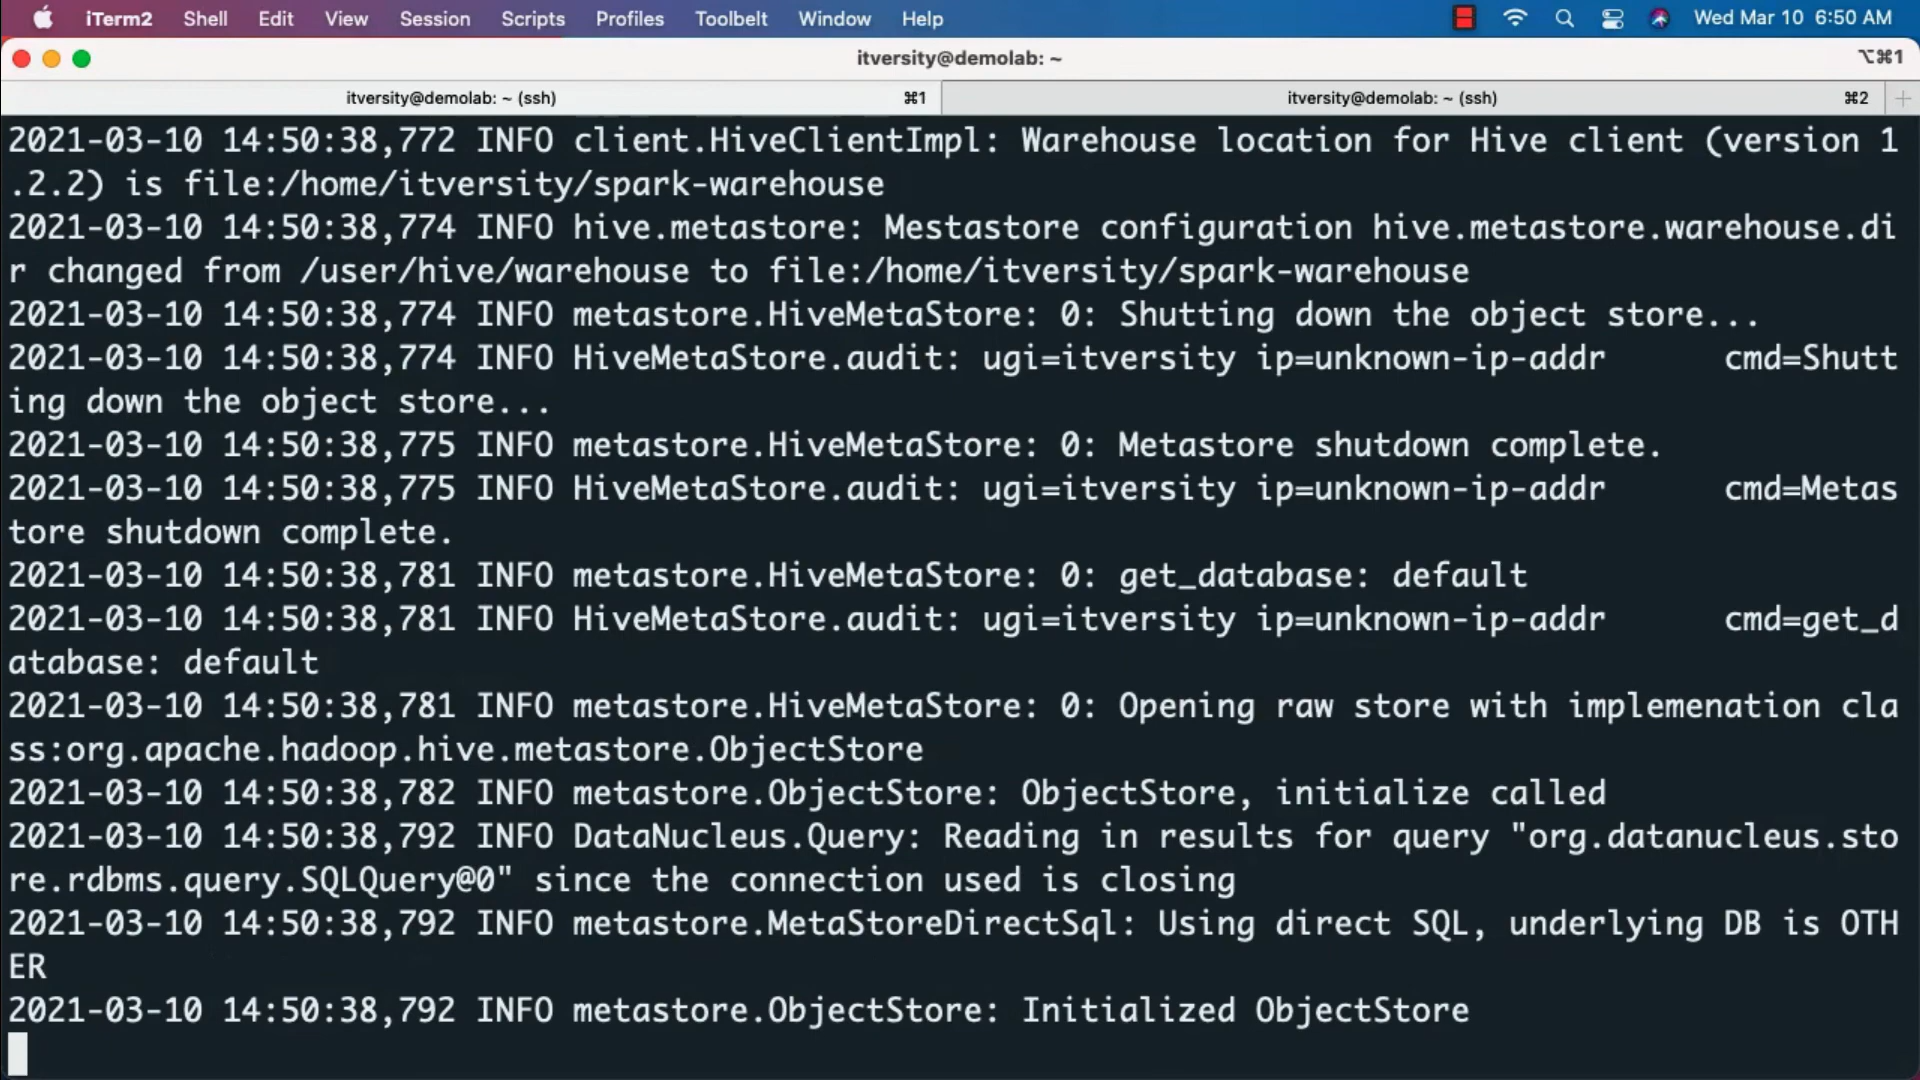 iTerm2 Shell Edit View Session Scripts Profiles Toolbelt Window Help Wed Mar 10 6:50 AM
itversity@demolab: ~ ⌥⌘1
itversity@demolab: ~ (ssh) ⌘1 itversity@demolab: ~ (ssh) ⌘2 +
2021-03-10 14:50:38,772 INFO client.HiveClientImpl: Warehouse location for Hive client (version 1
.2.2) is file:/home/itversity/spark-warehouse
2021-03-10 14:50:38,774 INFO hive.metastore: Mestastore configuration hive.metastore.warehouse.di
r changed from /user/hive/warehouse to file:/home/itversity/spark-warehouse
2021-03-10 14:50:38,774 INFO metastore.HiveMetaStore: 0: Shutting down the object store...
2021-03-10 14:50:38,774 INFO HiveMetaStore.audit: ugi=itversity ip=unknown-ip-addr cmd=Shutt
ing down the object store...
2021-03-10 14:50:38,775 INFO metastore.HiveMetaStore: 0: Metastore shutdown complete.
2021-03-10 14:50:38,775 INFO HiveMetaStore.audit: ugi=itversity ip=unknown-ip-addr cmd=Metas
tore shutdown complete.
2021-03-10 14:50:38,781 INFO metastore.HiveMetaStore: 0: get_database: default
2021-03-10 14:50:38,781 INFO HiveMetaStore.audit: ugi=itversity ip=unknown-ip-addr cmd=get_d
atabase: default
2021-03-10 14:50:38,781 INFO metastore.HiveMetaStore: 0: Opening raw store with implemenation cla
ss:org.apache.hadoop.hive.metastore.ObjectStore
2021-03-10 14:50:38,782 INFO metastore.ObjectStore: ObjectStore, initialize called
2021-03-10 14:50:38,792 INFO DataNucleus.Query: Reading in results for query "org.datanucleus.sto
re.rdbms.query.SQLQuery@0" since the connection used is closing
2021-03-10 14:50:38,792 INFO metastore.MetaStoreDirectSql: Using direct SQL, underlying DB is OTH
ER
2021-03-10 14:50:38,792 INFO metastore.ObjectStore: Initialized ObjectStore